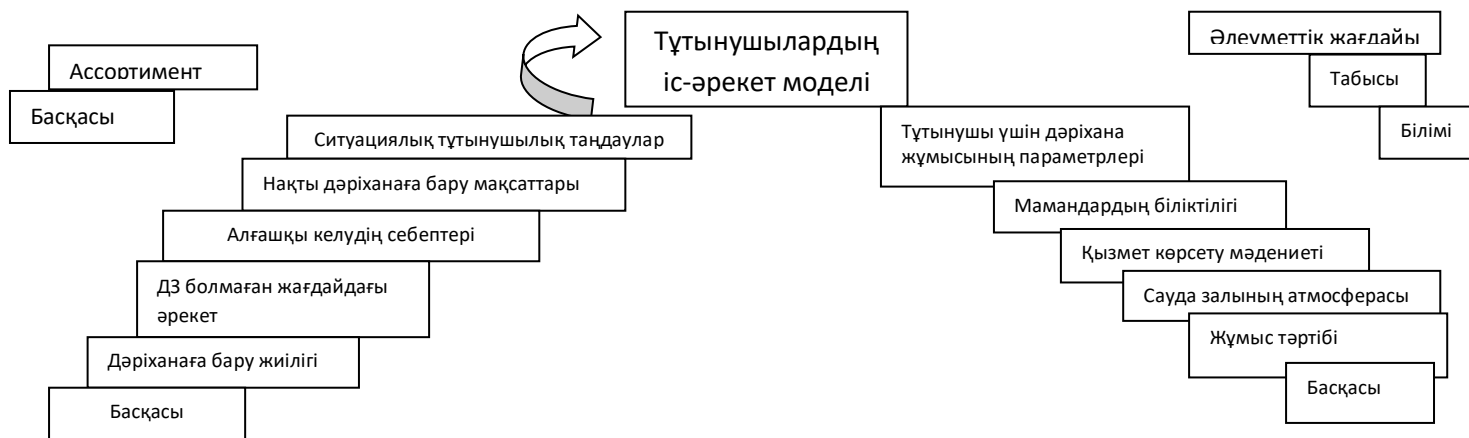 Тұтынушылардың
іс-әрекет моделі
Әлеуметтік жағдайы
Табысы
Білімі
Ассортимент
Басқасы
Ситуациялық тұтынушылық таңдаулар
Нақты дәріханаға бару мақсаттары
Алғашқы келудің себептері
ДЗ болмаған жағдайдағы
әрекет
Дәріханаға бару жиілігі
Басқасы
Тұтынушы үшін дәріхана
жұмысының параметрлері
Мамандардың біліктілігі
Қызмет көрсету мәдениеті
Сауда залының атмосферасы
Жұмыс тәртібі
Басқасы